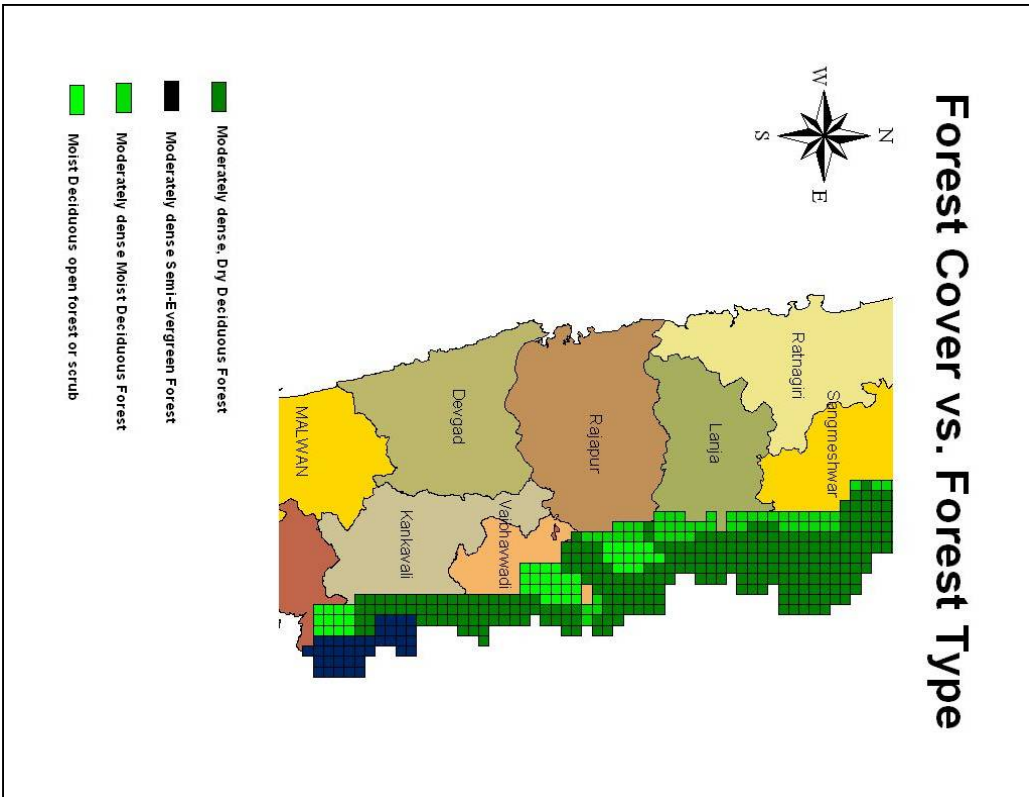 Forest Cover vs. Forest Type
N
W
E
S
Ratnagiri
Sangmeshwar
Lanja
Rajapur
Devgad
Vaibhavwadi
Kankavali
MALWAN
Moderately dense, Dry Deciduous Forest
Moderately dense Semi-Evergreen Forest
Moderately dense Moist Deciduous Forest
Moist Deciduous open forest or scrub